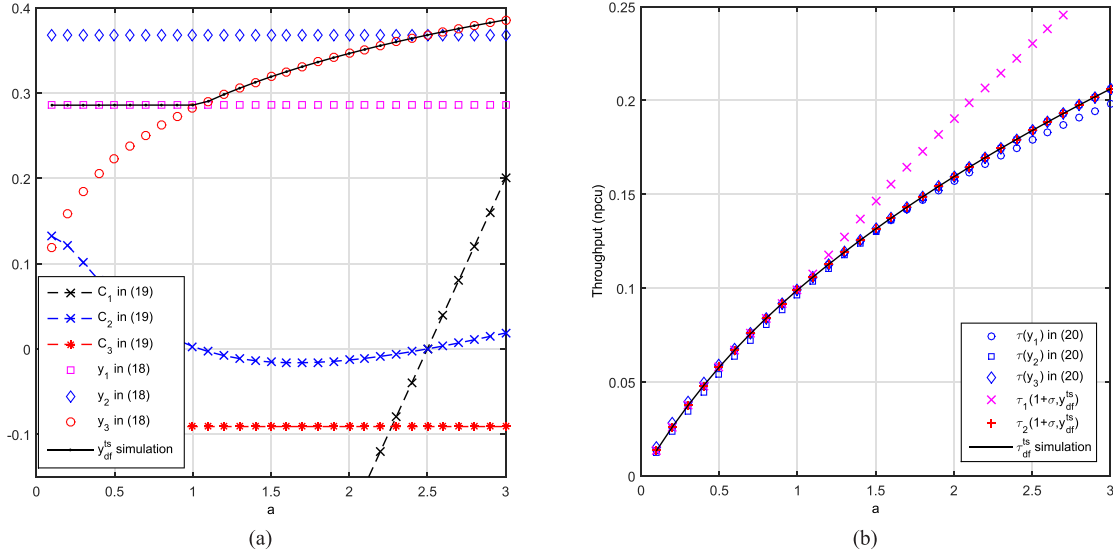 0.4
0.3
0.2
0.1
0
-0.1
0
0.5
1
1.5
2
2.5
3
a
C1 in (19)
C2 in (19)
C3 in (19)
y1 in (18)
y2 in (18)
y3 in (18)
y_df^ts simulation
(a)
Throughput (npcu)
0.25
0.2
0.15
0.1
0.05
0
0
0.5
1
1.5
2
2.5
3
a
τ(y1) in (20)
τ(y2) in (20)
τ(y3) in (20)
τ1(1+σ,y_df^ts)
τ2(1+σ,y_df^ts)
τ_df^ts simulation
(b)